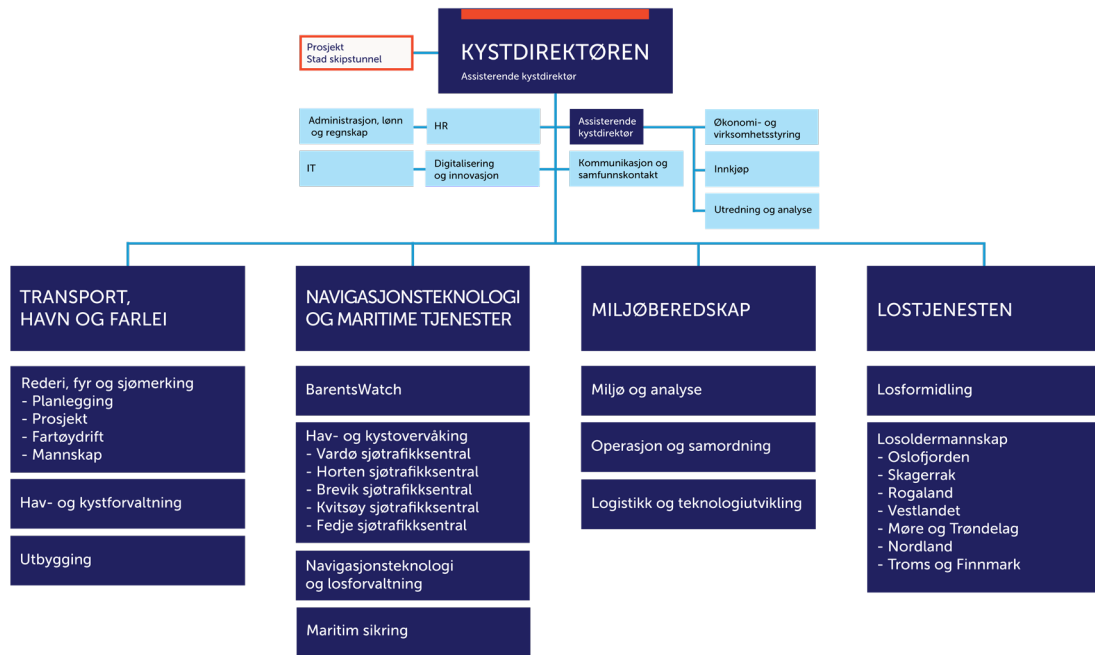 Prosjekt
Stad skipstunnel
KYSTDIREKTØREN
Assisterende kystdirektør
Administrasjon, lønn
og regnskap
HR
Assisterende
kystdirektør
Økonomi- og
virksomhetsstyring
IT
Digitalisering
og innovasjon
Kommunikasjon og
samfunnskontakt
Innkjøp
Utredning og analyse
TRANSPORT,
HAVN OG FARLEI
Rederi, fyr og sjømerking
- Planlegging
- Prosjekt
- Fartøydrift
- Mannskap
Hav- og kystforvaltning
Utbygging
NAVIGASJONSTEKNOLOGI
OG MARITIME TJENESTER
BarentsWatch
Hav- og kystovervåking
- Vardø sjøtrafikksentral
- Horten sjøtrafikksentral
- Brevik sjøtrafikksentral
- Kvitsøy sjøtrafikksentral
- Fedje sjøtrafikksentral
Navigasjonsteknologi
og losforvaltning
Maritim sikring
MILJØBEREDSKAP
Miljø og analyse
Operasjon og samordning
Logistikk og teknologiutvikling
LOSTJENESTEN
Losformidling
Losoldermannskap
- Oslofjorden
- Skagerrak
- Rogaland
- Vestlandet
- Møre og Trøndelag
- Nordland
- Troms og Finnmark